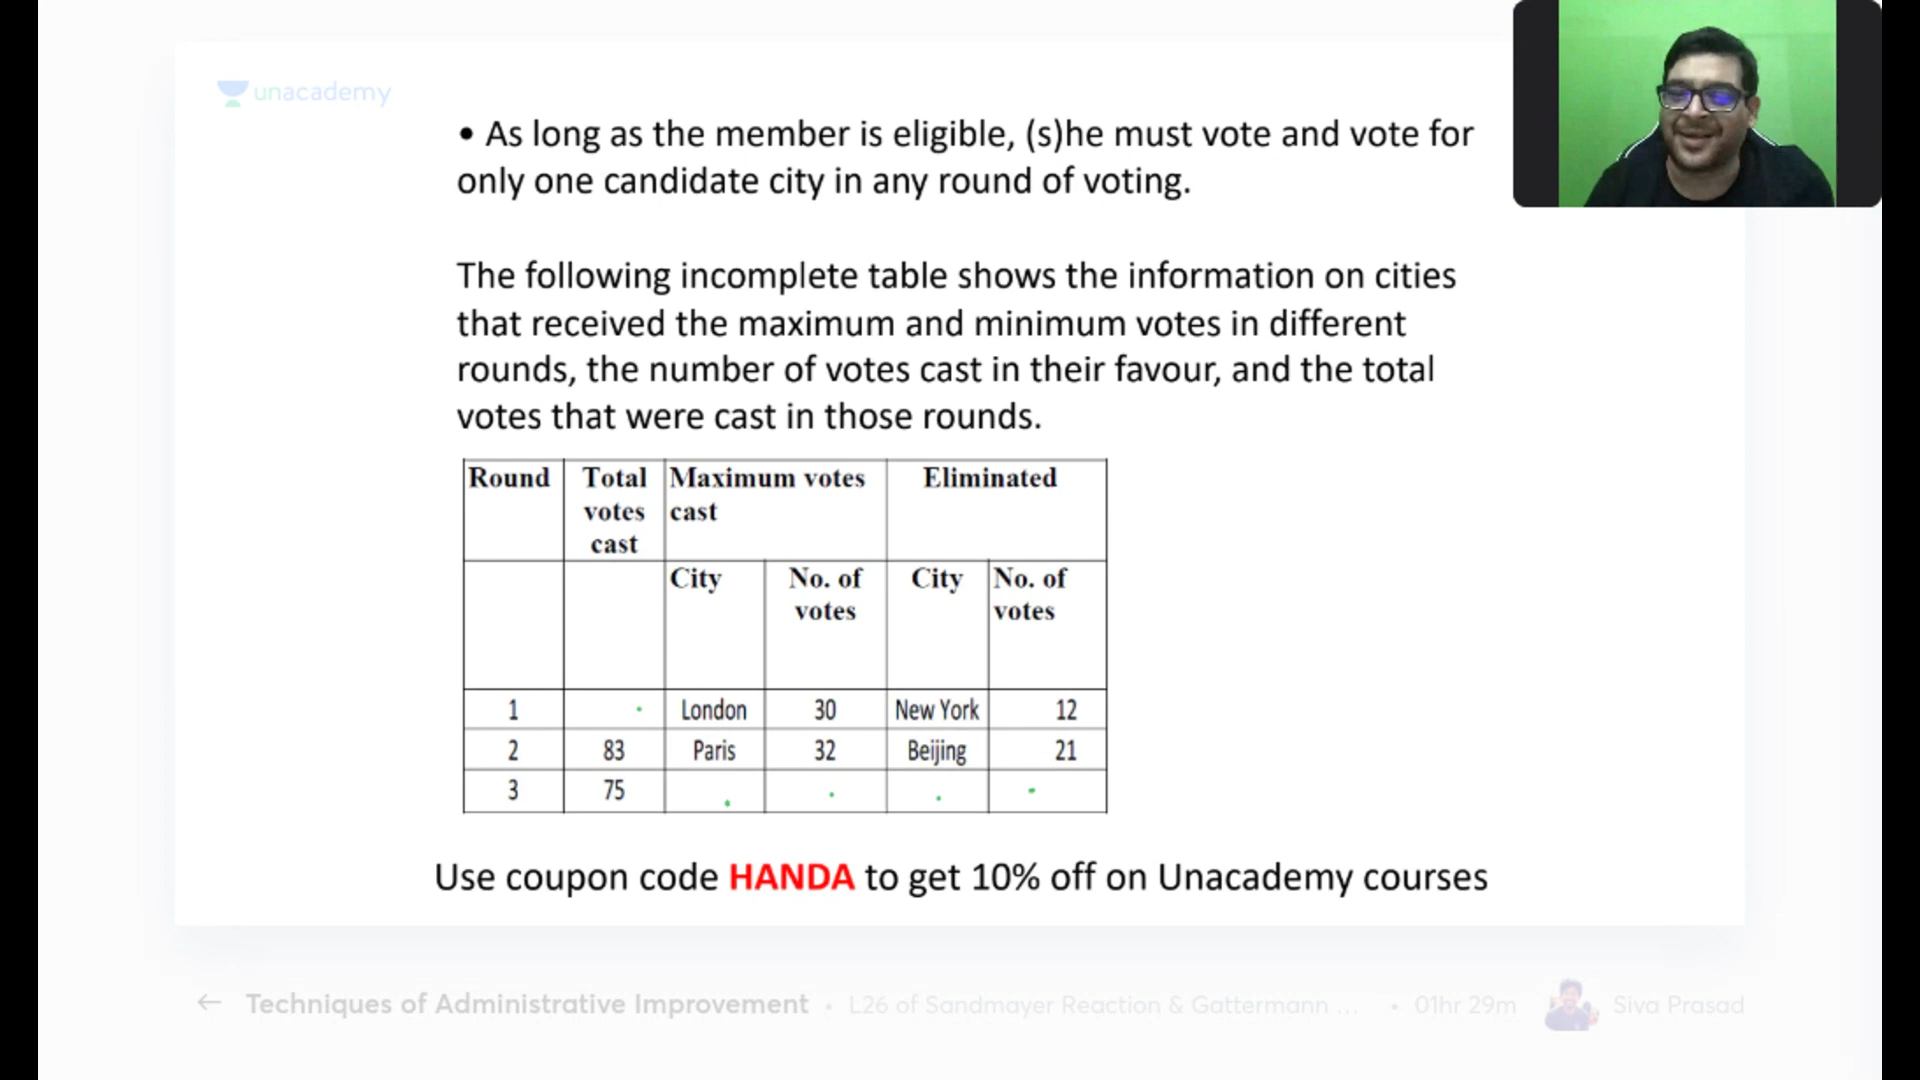 unacademy
• As long as the member is eligible, (s)he must vote and vote for
only one candidate city in any round of voting.
The following incomplete table shows the information on cities
that received the maximum and minimum votes in different
rounds, the number of votes cast in their favour, and the total
votes that were cast in those rounds.
Round Total votes cast Maximum votes cast Eliminated
City No. of votes City No. of votes
1 London 30 New York 12
2 83 Paris 32 Beijing 21
3 75
Use coupon code HANDA to get 10% off on Unacademy courses
← Techniques of Administrative Improvement • L26 of Sandmayer Reaction & Gattermann ... • 01hr 29m Siva Prasad